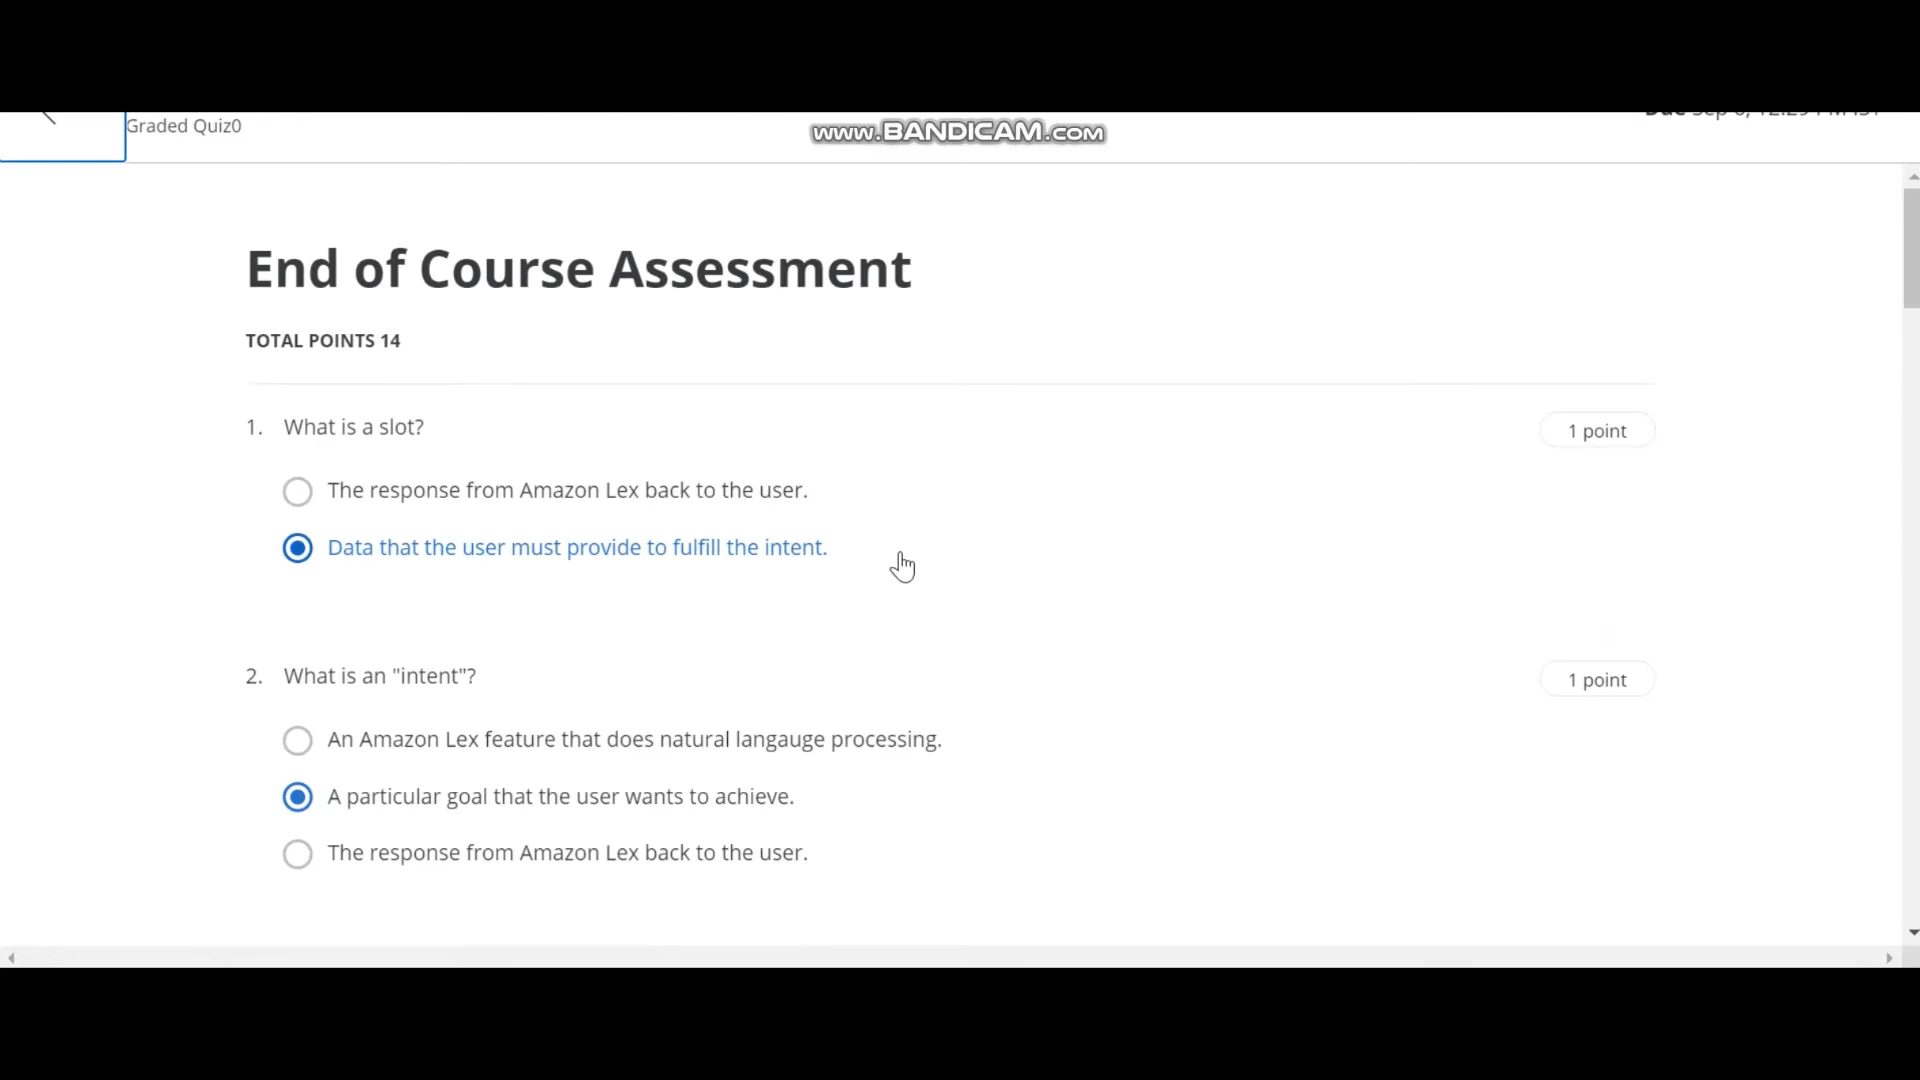 Graded Quiz0
www.BANDICAM.com
End of Course Assessment
TOTAL POINTS 14
1. What is a slot?
1 point
The response from Amazon Lex back to the user.
Data that the user must provide to fulfill the intent.
2. What is an "intent"?
1 point
An Amazon Lex feature that does natural langauge processing.
A particular goal that the user wants to achieve.
The response from Amazon Lex back to the user.